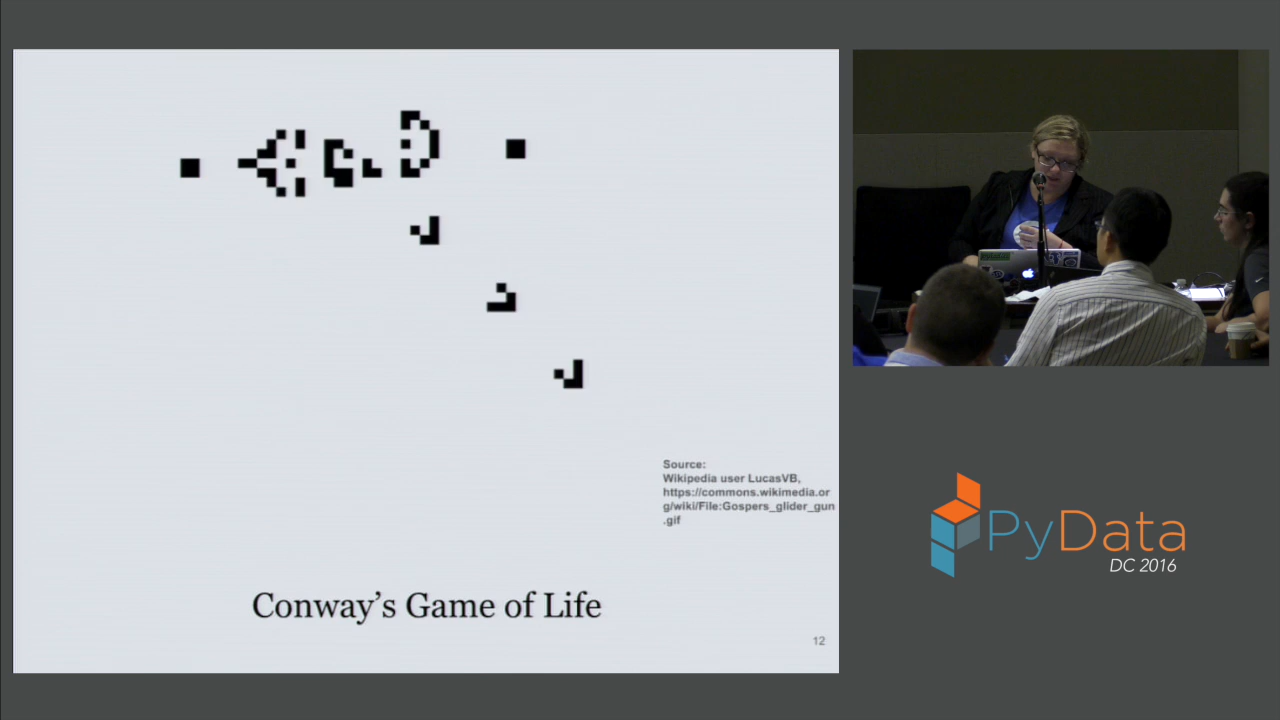 Source:
Wikipedia user LucasVB,
https://commons.wikimedia.or
g/wiki/File:Gospers_glider_gun
.gif
Conway's Game of Life
12
PyData
DC 2016